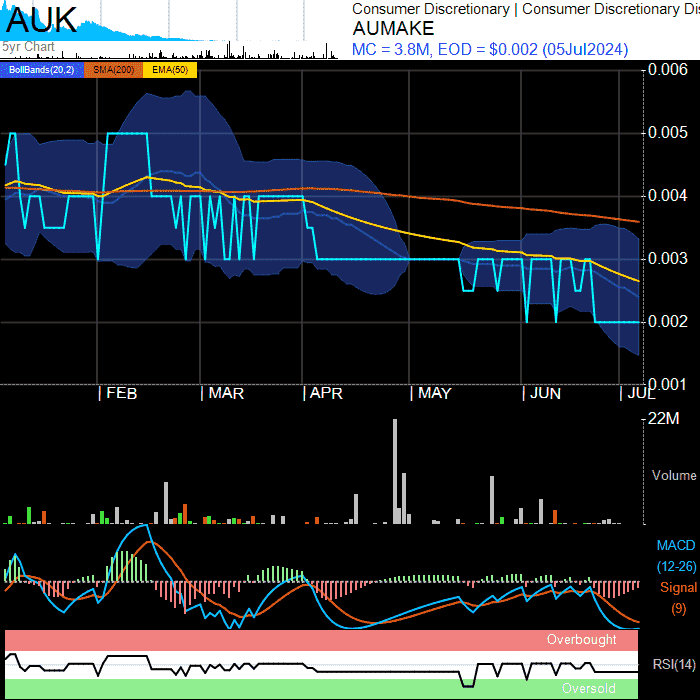 AUK
5yr Chart
Consumer Discretionary | Consumer Discretionary Dis
AUMAKE
MC = 3.8M, EOD = $0.002 (05Jul2024)
BollBands(20,2) SMA(200) EMA(50)
0.006
0.005
0.004
0.003
0.002
0.001
FEB MAR APR MAY JUN JUL
22M
Volume
MACD
(12-26)
Signal
(9)
Overbought
RSI(14)
Oversold